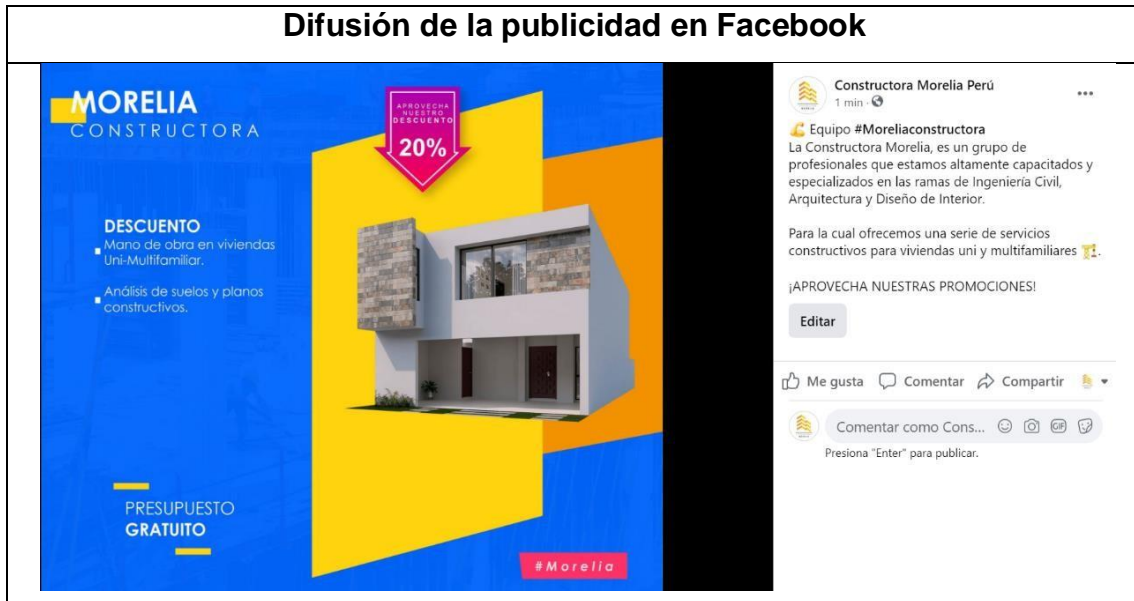 Difusión de la publicidad en Facebook
MORELIA
CONSTRUCTORA
APROVECHA
NUESTRO
DESCUENTO
20%
DESCUENTO
Mano de obra en viviendas
Uni-Multifamiliar.
Análisis de suelos y planos
constructivos.
PRESUPUESTO
GRATUITO
#Morelia
Constructora Morelia Perú
1 min ·
Equipo #Moreliaconstructora
La Constructora Morelia, es un grupo de
profesionales que estamos altamente capacitados y
especializados en las ramas de Ingeniería Civil,
Arquitectura y Diseño de Interior.
Para la cual ofrecemos una serie de servicios
constructivos para viviendas uni y multifamiliares 🏗️.
¡APROVECHA NUESTRAS PROMOCIONES!
Editar
Me gusta Comentar Compartir
Comentar como Cons...
GIF
Presiona "Enter" para publicar.